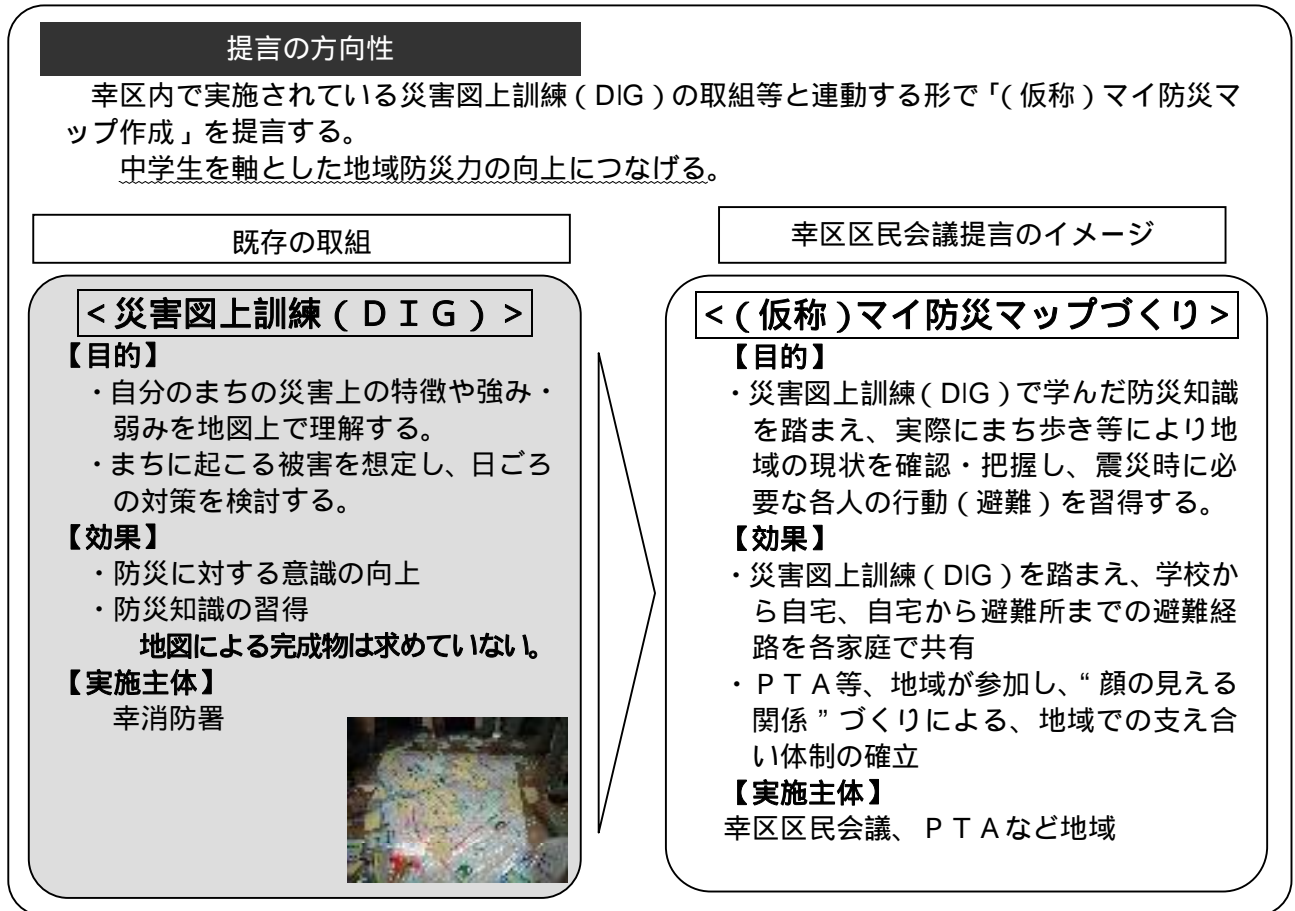 提言の方向性
幸区内で実施されている災害図上訓練(DIG)の取組等と連動する形で「(仮称)マイ防災マ
ップ作成」を提言する。
中学生を軸とした地域防災力の向上につなげる。
既存の取組
<災害図上訓練(DIG)>
【目的】
・自分のまちの災害上の特徴や強み・
弱みを地図上で理解する。
・まちに起こる被害を想定し、日ごろ
の対策を検討する。
【効果】
・防災に対する意識の向上
・防災知識の習得
地図による完成物は求めていない。
【実施主体】
幸消防署
幸区区民会議提言のイメージ
<(仮称)マイ防災マップづくり>
【目的】
・災害図上訓練(DIG)で学んだ防災知識
を踏まえ、実際にまち歩き等により地
域の現状を確認・把握し、震災時に必
要な各人の行動(避難)を習得する。
【効果】
・災害図上訓練(DIG)を踏まえ、学校か
ら自宅、自宅から避難所までの避難経
路を各家庭で共有
・PTA等、地域が参加し、“顔の見える
関係”づくりによる、地域での支え合
い体制の確立
【実施主体】
幸区区民会議、PTAなど地域